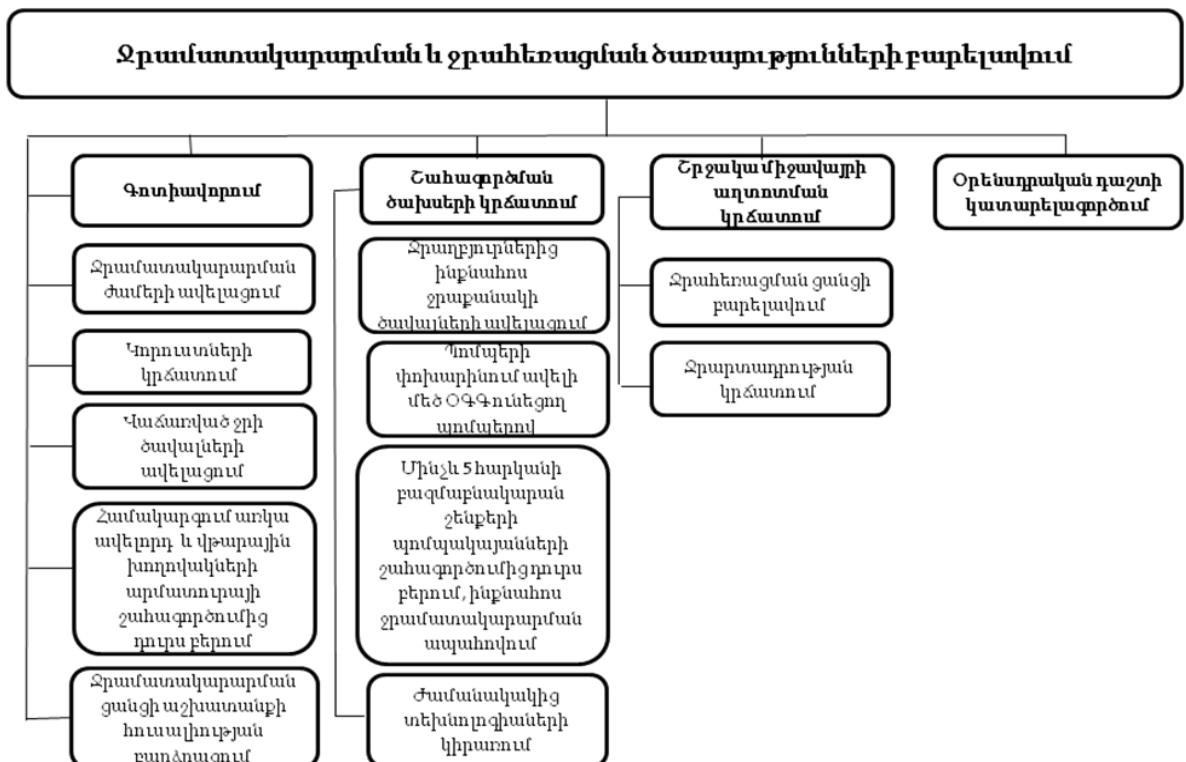 Ջրամատակարարման և ջրահեռացման ծառայությունների բարելավում
Գոտիավորում
Ջրամատակարարման
ժամերի ավելացում
Կորուստների
կրճատում
Վաճառված ջրի
ծավալների
ավելացում
Համակարգում առկա
ավելորդ և վթարային
խողովակների
արմատուրայի
շահագործումից
դուրս բերում
Ջրամատակարարման
ցանցի աշխատանքի
հուսալիության
բարձրացում
Շահագործման
ծախսերի կրճատում
Ջրաղբյուրներից
ինքնահոս
ջրաքանակի
ծավալների ավելացում
Պոմպերի
փոխարինում ավելի
մեծ ՕԳԳ ունեցող
պոմպերով
Մինչև 5 հարկանի
բազմաբնակարան
շենքերի
պոմպակայանների
շահագործումից դուրս
բերում, ինքնահոս
ջրամատակարարման
ապահովում
Ժամանակակից
տեխնոլոգիաների
կիրառում
Շրջակա միջավայրի
աղտոտման
կրճատում
Ջրահեռացման ցանցի
բարելավում
Ջրարտադրության
կրճատում
Օրենսդրական դաշտի
կատարելագործում